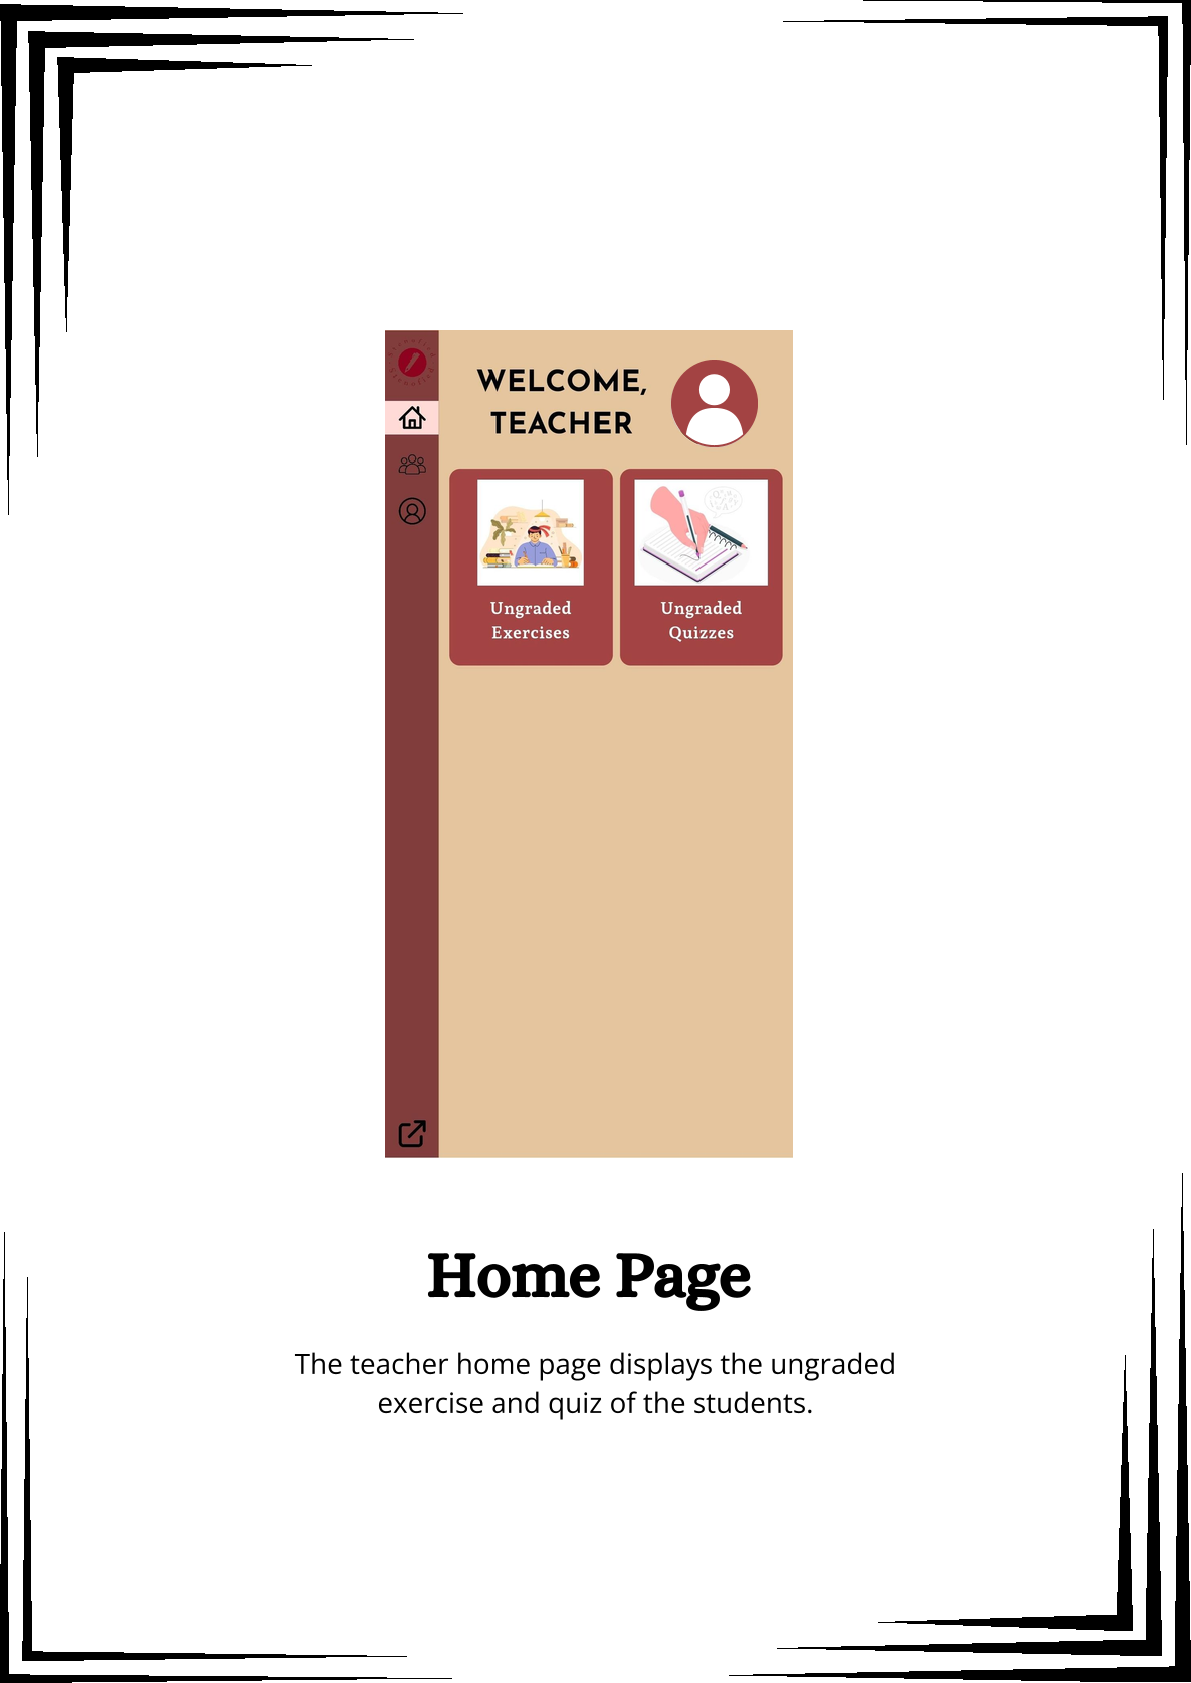 WELCOME,
TEACHER
Ungraded
Exercises
Ungraded
Quizzes
Home Page
The teacher home page displays the ungraded
exercise and quiz of the students.